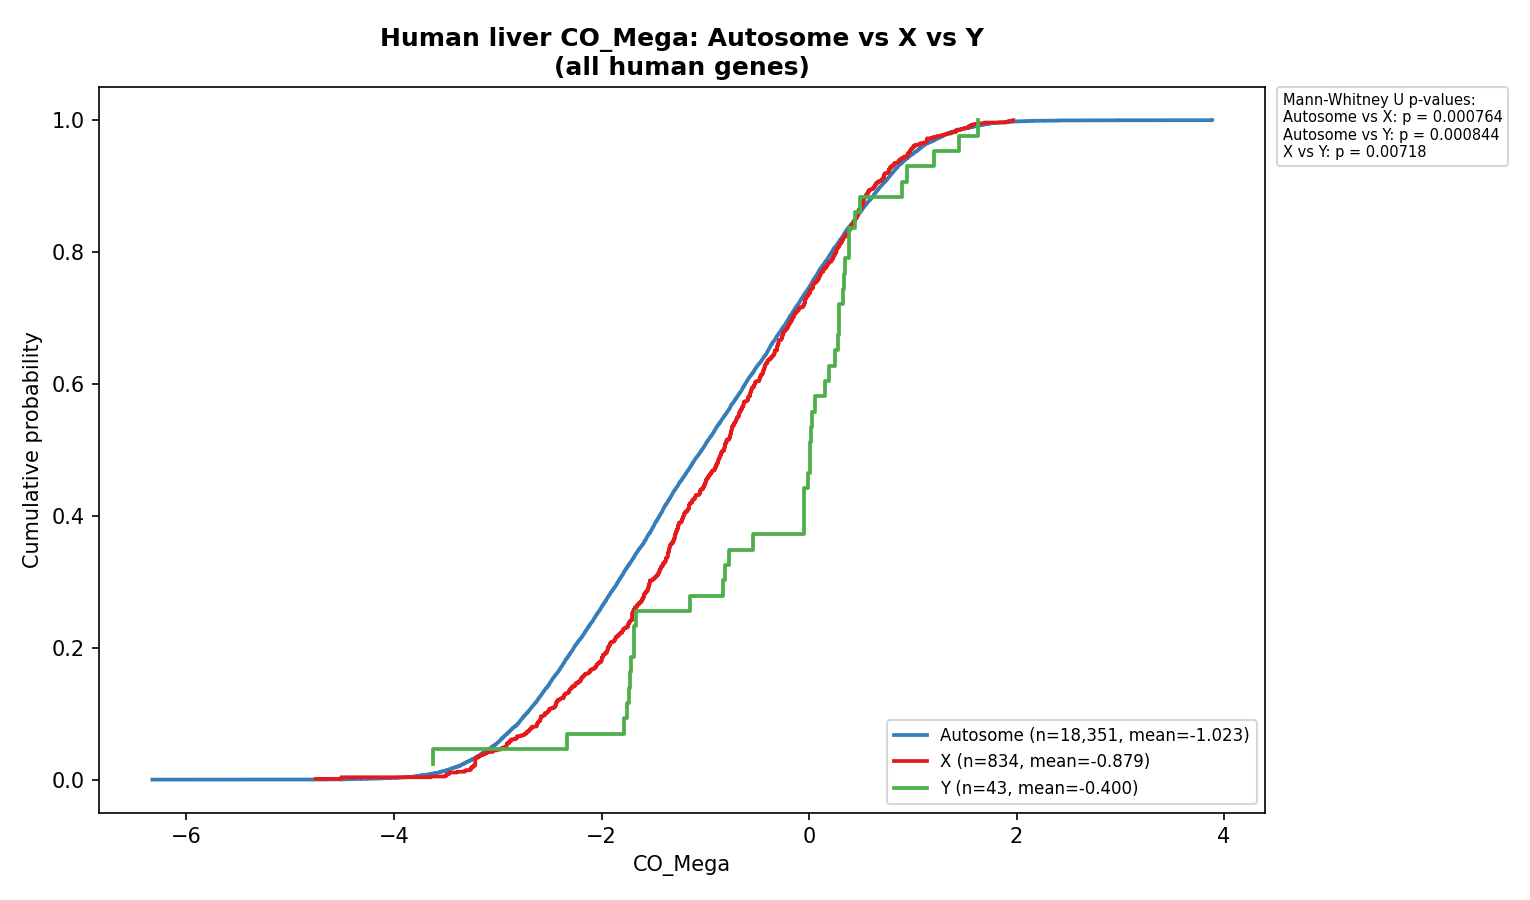 Human liver CO_Mega: Autosome vs X vs Y
(all human genes)
Mann-Whitney U p-values:
Autosome vs X: p = 0.000764
Autosome vs Y: p = 0.000844
X vs Y: p = 0.00718
Cumulative probability
1.0
0.8
0.6
0.4
0.2
0.0
Autosome (n=18,351, mean=-1.023)
X (n=834, mean=-0.879)
Y (n=43, mean=-0.400)
−6 −4 −2 0 2 4
CO_Mega